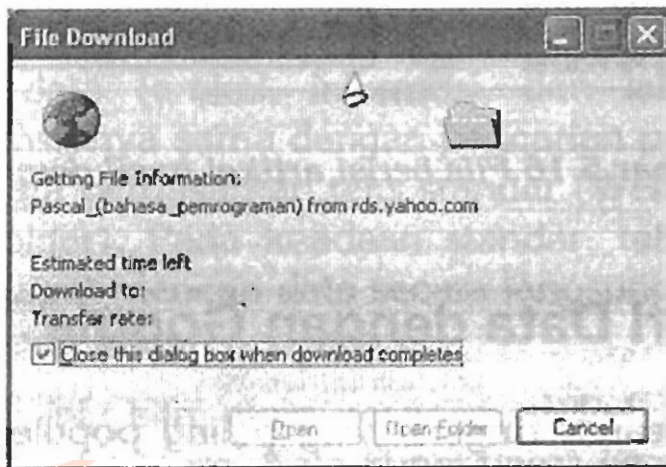 File Download
Getting File Information:
Pascal_(bahasa_pemrograman) from rds.yahoo.com
Estimated time left
Download to:
Transfer rate:
Close this dialog box when download completes
Open Open Folder Cancel